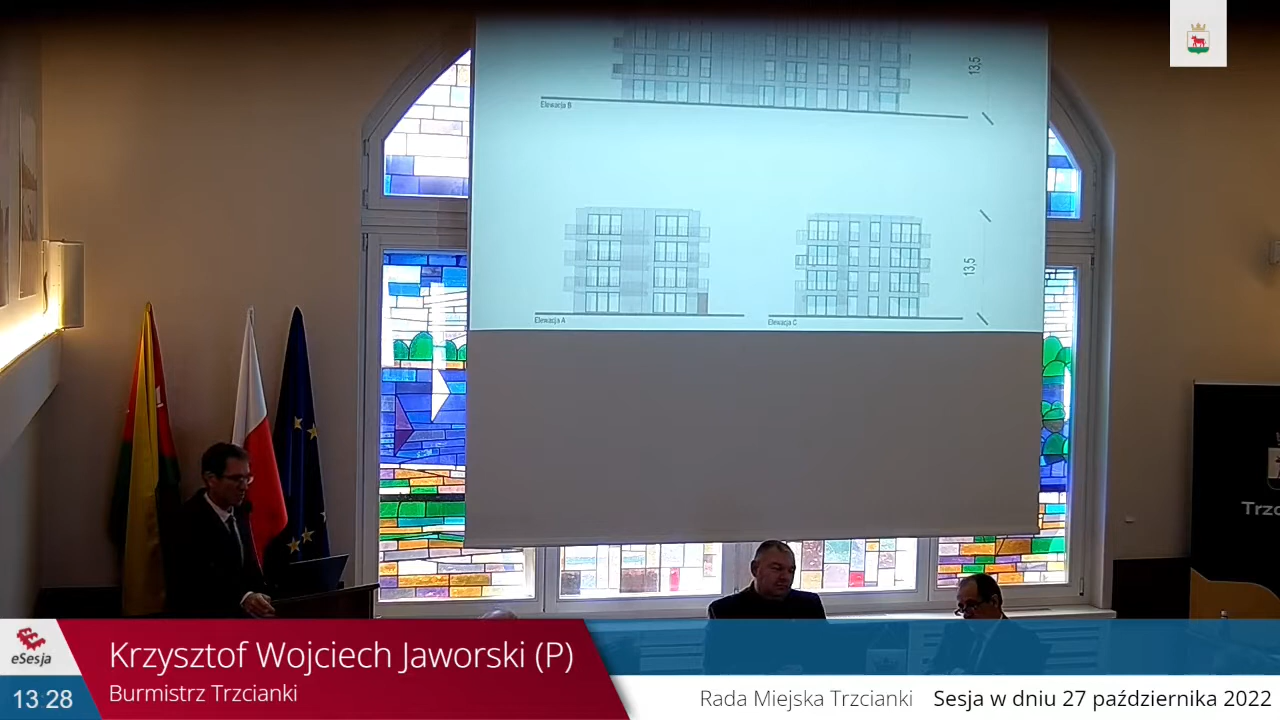 13,5
Elewacja B
13,5
Elewacja A
Elewacja C
Trzc
eSesja
Krzysztof Wojciech Jaworski (P)
13:28
Burmistrz Trzcianki
Rada Miejska Trzcianki Sesja w dniu 27 października 2022